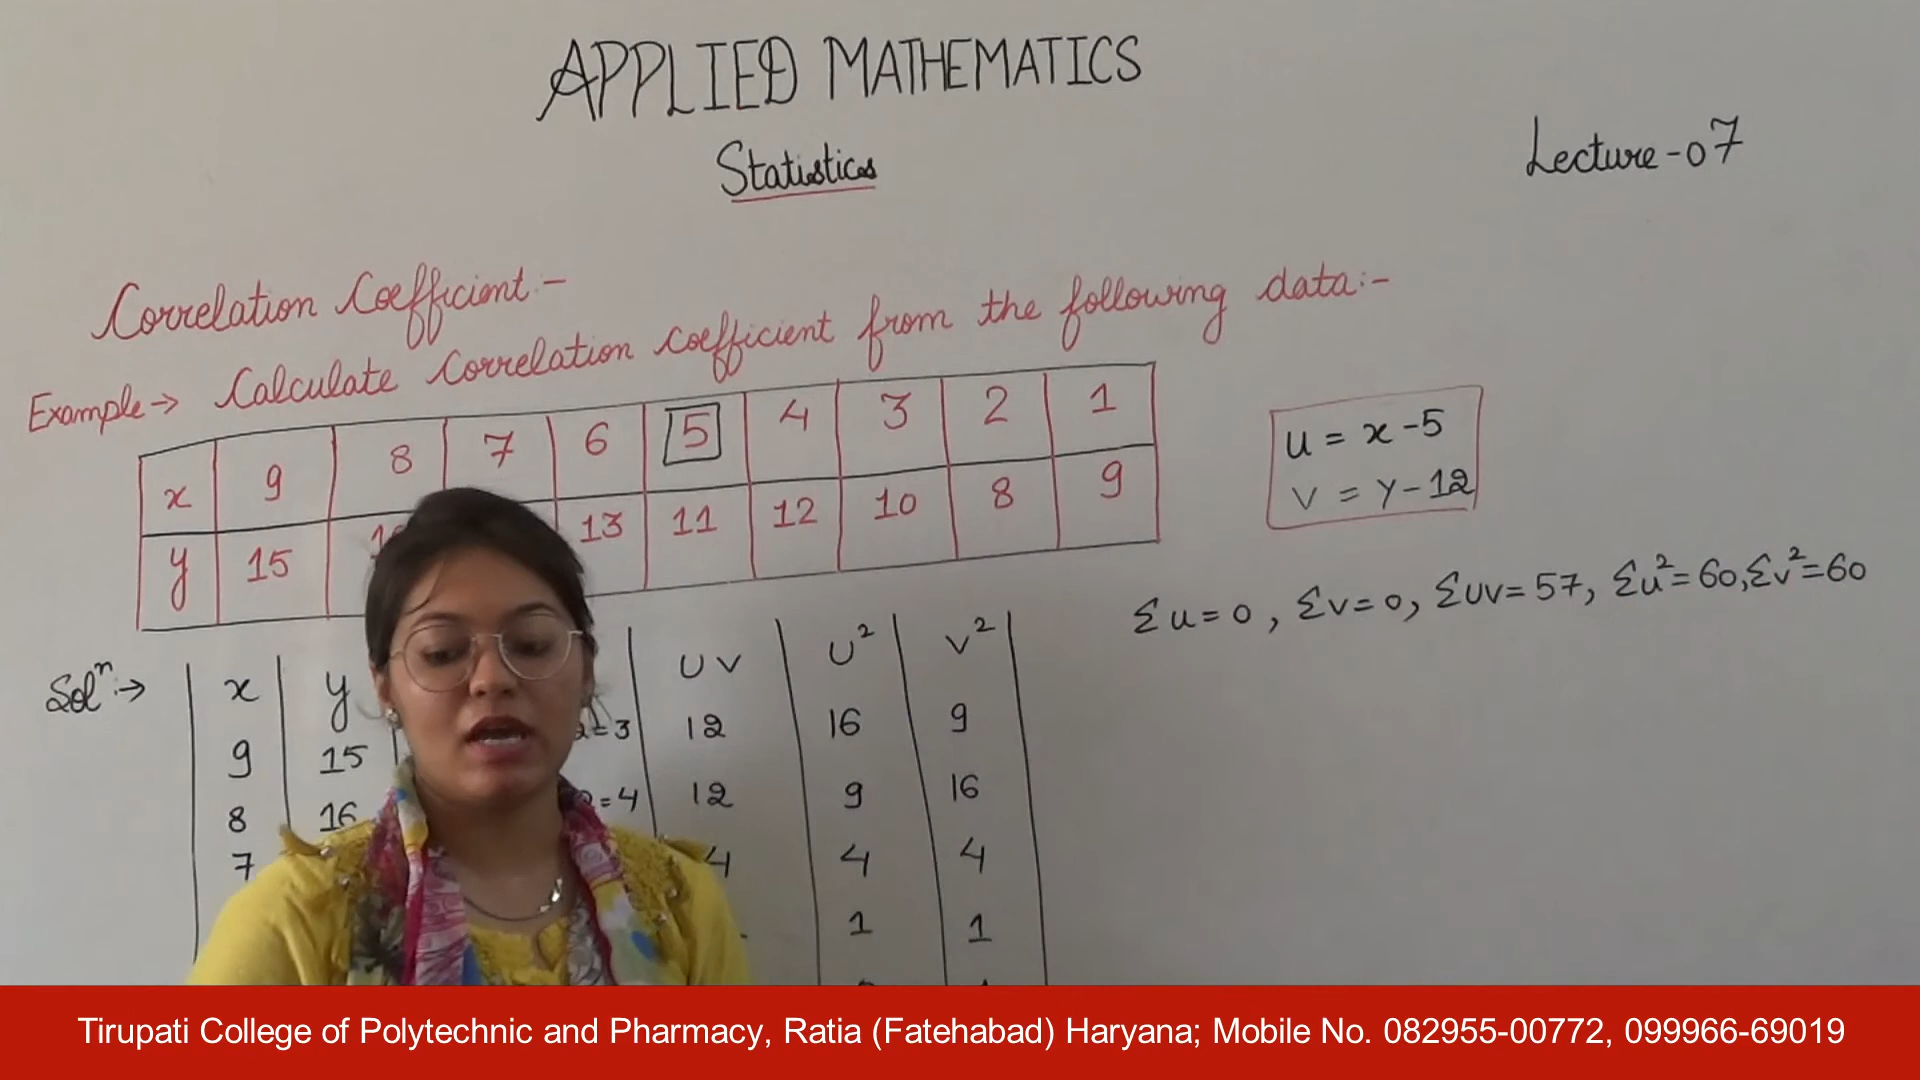 APPLIED MATHEMATICS
Statistics
Lecture-07
Correlation Coefficient:-
Example→ Calculate Correlation coefficient from the following data:-
x 9 8 7 6 5 4 3 2 1
y 15 13 11 12 10 8 9
u = x-5
v = y-12
Σu=0, Σv=0, Σuv=57, Σu²=60, Σv²=60
Solⁿ:→ x y uv u² v²
9 15 2=3 12 16 9
8 16 =4 12 9 16
7 4 4 4
1 1
Tirupati College of Polytechnic and Pharmacy, Ratia (Fatehabad) Haryana; Mobile No. 082955-00772, 099966-69019